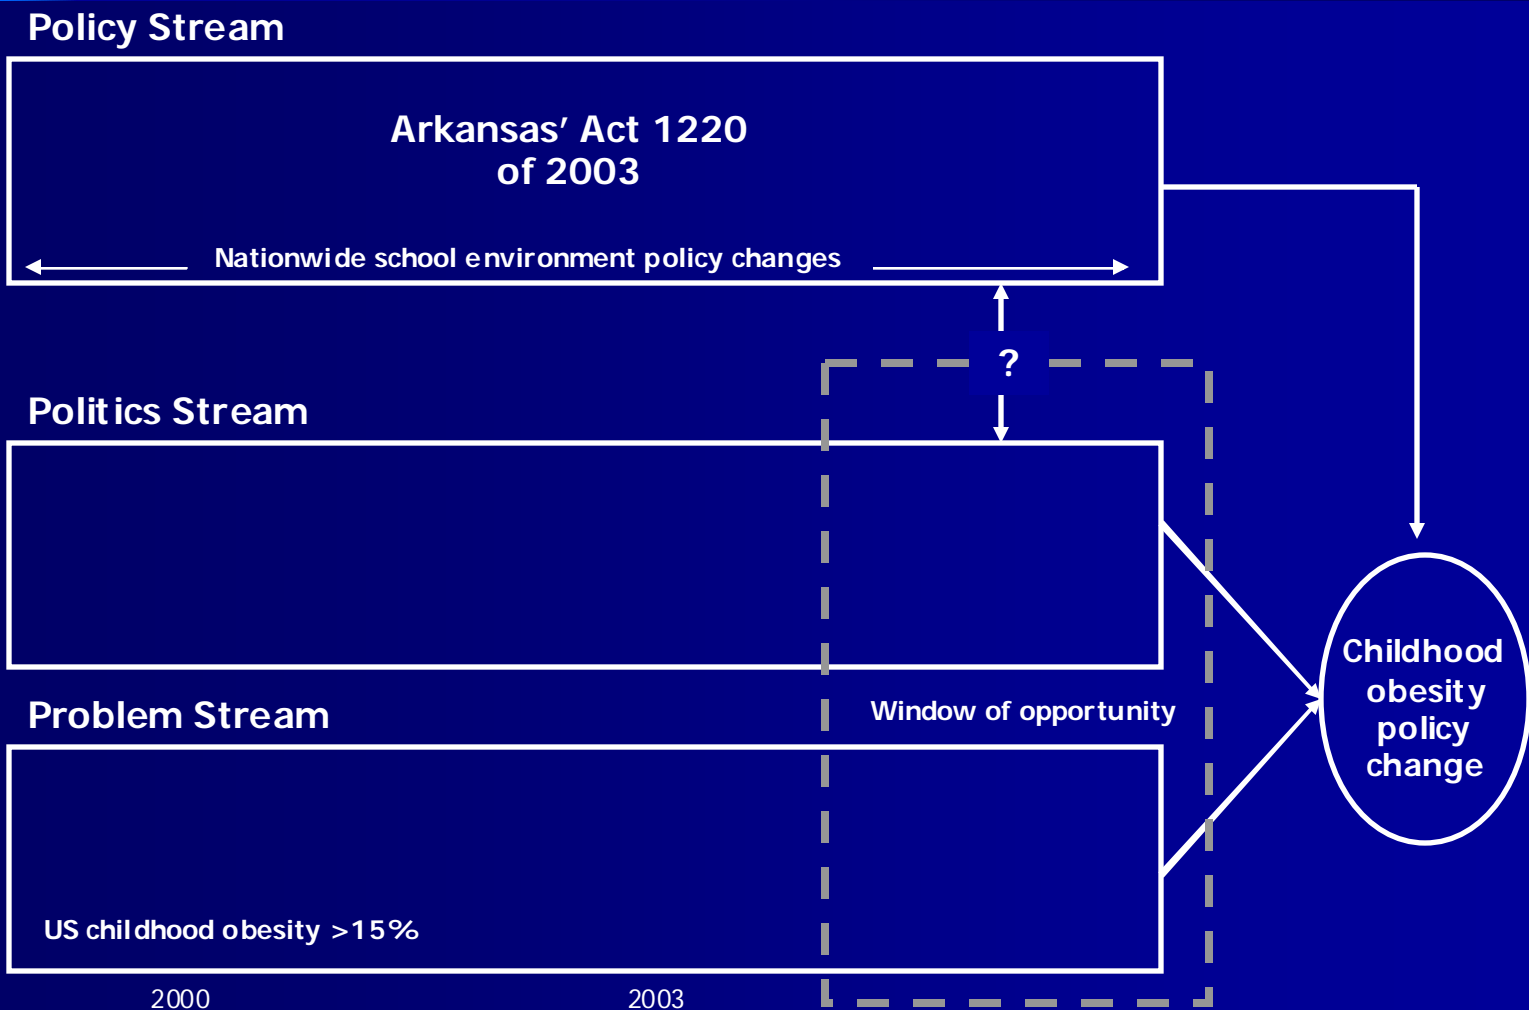 Policy Stream
Arkansas’ Act 1220
of 2003
Nationwide school environment policy changes
?
Politics Stream
Problem Stream
Window of opportunity
Childhood
obesity
policy
change
US childhood obesity >15%
2000
2003